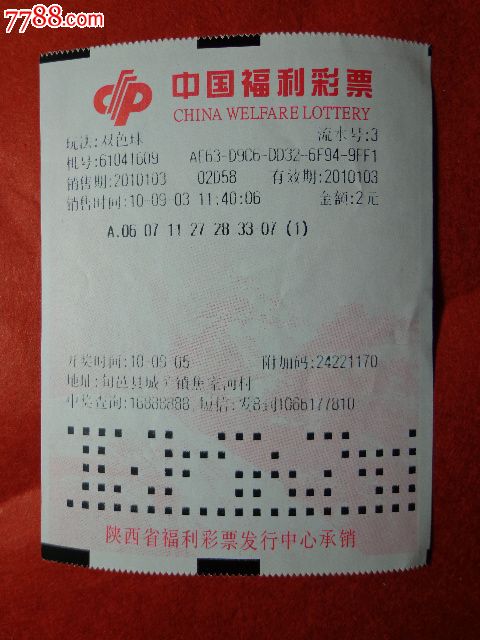 7788.com
中国福利彩票
CHINA WELFARE LOTTERY
玩法:双色球 流水号:3
机号:61041609 AE63-D9C6-DD32-6F94-9FF1
销售期:2010103 02D58 有效期:2010103
销售时间:10-09-03 11:40:06 金额:2元
A.06 07 11 27 28 33 07 (1)
开奖时间:10-09-05 附加码:24221170
地址:旬邑县城关镇鱼家河村
中奖查询:16838888,短信:发8到1066177810
陕西省福利彩票发行中心承销